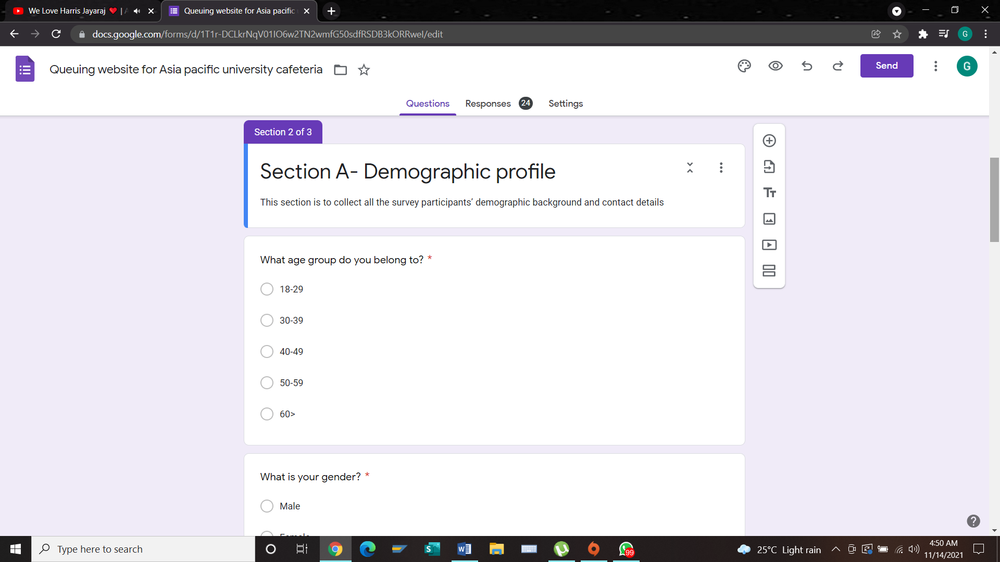 We Love Harris Jayaraj ❤️ | A
Queuing website for Asia pacific
docs.google.com/forms/d/1T1r-DCLkrNqV01IO6w2TN2wmfG50sdfRSDB3kORRweI/edit
G
Queuing website for Asia pacific university cafeteria
Send
G
Questions
Responses 24
Settings
Section 2 of 3
Section A- Demographic profile
This section is to collect all the survey participants’ demographic background and contact details
Tт
What age group do you belong to? *
18-29
30-39
40-49
50-59
60>
What is your gender? *
Male
Female
Type here to search
S
W
99
25°C Light rain
4:50 AM
11/14/2021